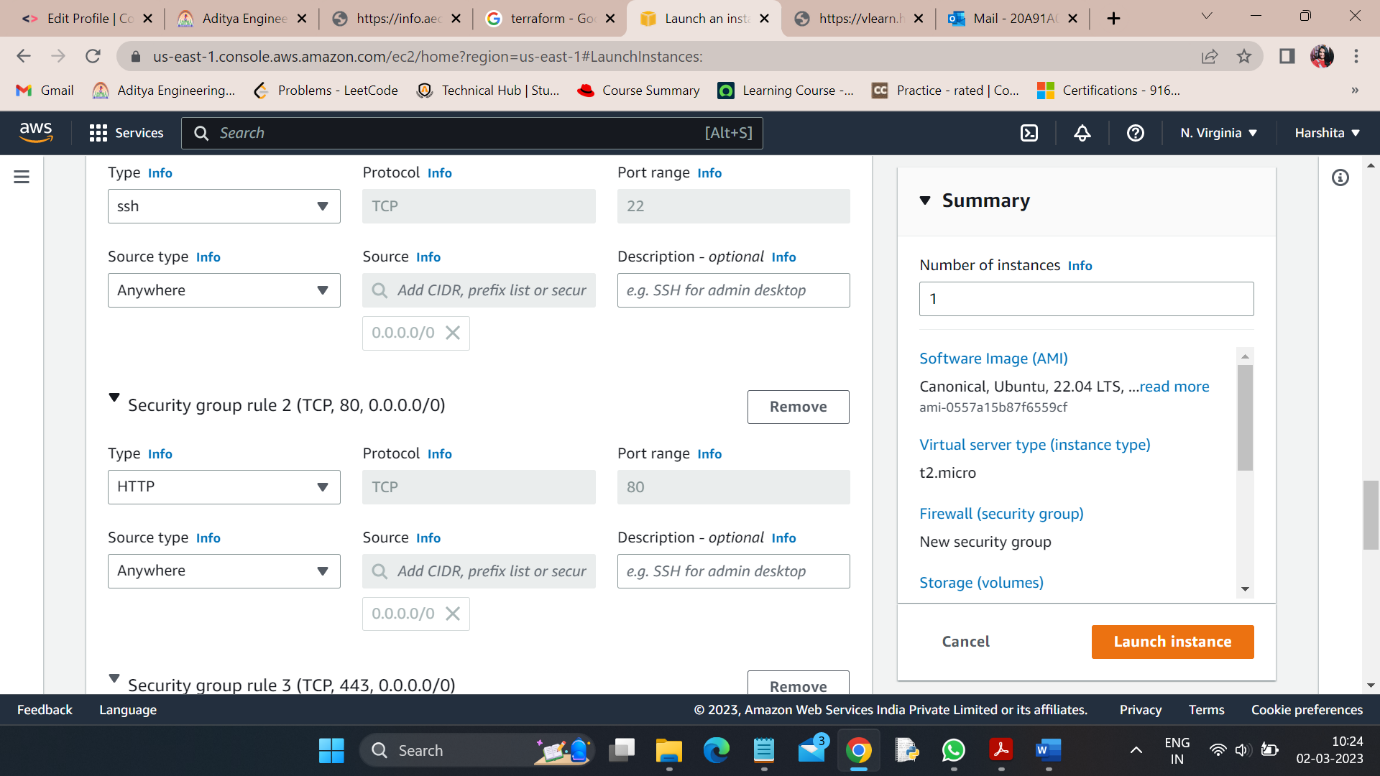 Edit Profile | Co
Aditya Enginee
https://info.aec
terraform - Goo
Launch an insta
https://vlearn.h
Mail - 20A91A0
us-east-1.console.aws.amazon.com/ec2/home?region=us-east-1#LaunchInstances:
Gmail
Aditya Engineering...
Problems - LeetCode
Technical Hub | Stu...
Course Summary
Learning Course -...
CC
Practice - rated | Co...
Certifications - 916...
»
aws
Services
Search
[Alt+S]
N. Virginia
Harshita
Type Info
Protocol Info
Port range Info
ssh
TCP
22
Source type Info
Source Info
Description - optional Info
Anywhere
Add CIDR, prefix list or secur
e.g. SSH for admin desktop
0.0.0.0/0
Security group rule 2 (TCP, 80, 0.0.0.0/0)
Remove
Type Info
Protocol Info
Port range Info
HTTP
TCP
80
Source type Info
Source Info
Description - optional Info
Anywhere
Add CIDR, prefix list or secur
e.g. SSH for admin desktop
0.0.0.0/0
Security group rule 3 (TCP, 443, 0.0.0.0/0)
Remove
Summary
Number of instances Info
1
Software Image (AMI)
Canonical, Ubuntu, 22.04 LTS, ...read more
ami-0557a15b87f6559cf
Virtual server type (instance type)
t2.micro
Firewall (security group)
New security group
Storage (volumes)
Cancel
Launch instance
Feedback
Language
© 2023, Amazon Web Services India Private Limited or its affiliates.
Privacy
Terms
Cookie preferences
Search
3
ENG
IN
10:24
02-03-2023